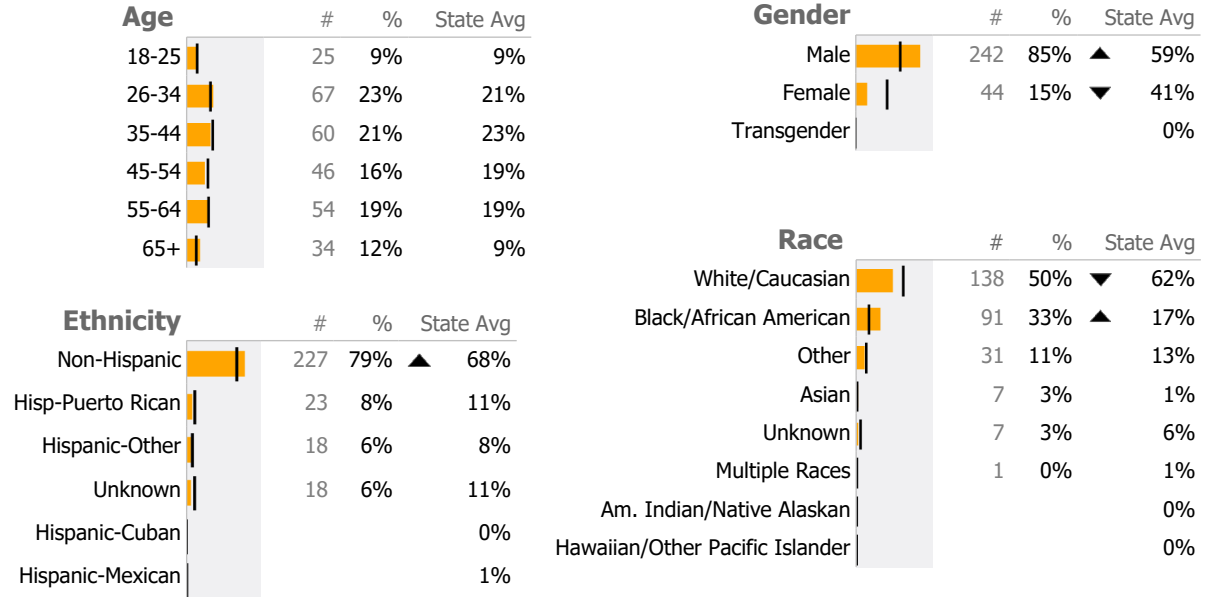 Age # % State Avg
18-25 25 9% 9%
26-34 67 23% 21%
35-44 60 21% 23%
45-54 46 16% 19%
55-64 54 19% 19%
65+ 34 12% 9%
Ethnicity # % State Avg
Non-Hispanic 227 79% ▲ 68%
Hisp-Puerto Rican 23 8% 11%
Hispanic-Other 18 6% 8%
Unknown 18 6% 11%
Hispanic-Cuban 0%
Hispanic-Mexican 1%
Gender # % State Avg
Male 242 85% ▲ 59%
Female 44 15% ▼ 41%
Transgender 0%
Race # % State Avg
White/Caucasian 138 50% ▼ 62%
Black/African American 91 33% ▲ 17%
Other 31 11% 13%
Asian 7 3% 1%
Unknown 7 3% 6%
Multiple Races 1 0% 1%
Am. Indian/Native Alaskan 0%
Hawaiian/Other Pacific Islander 0%